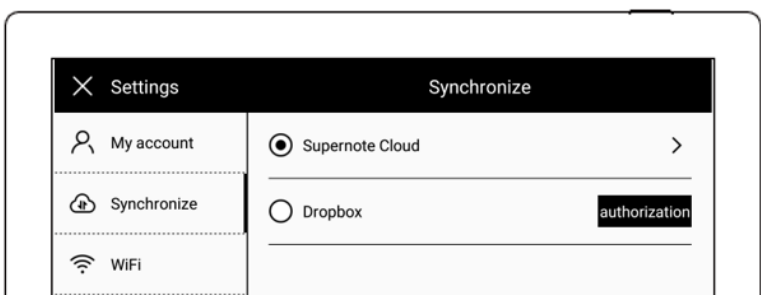 Settings
Synchronize
My account
Supernote Cloud
Synchronize
Dropbox
authorization
WiFi